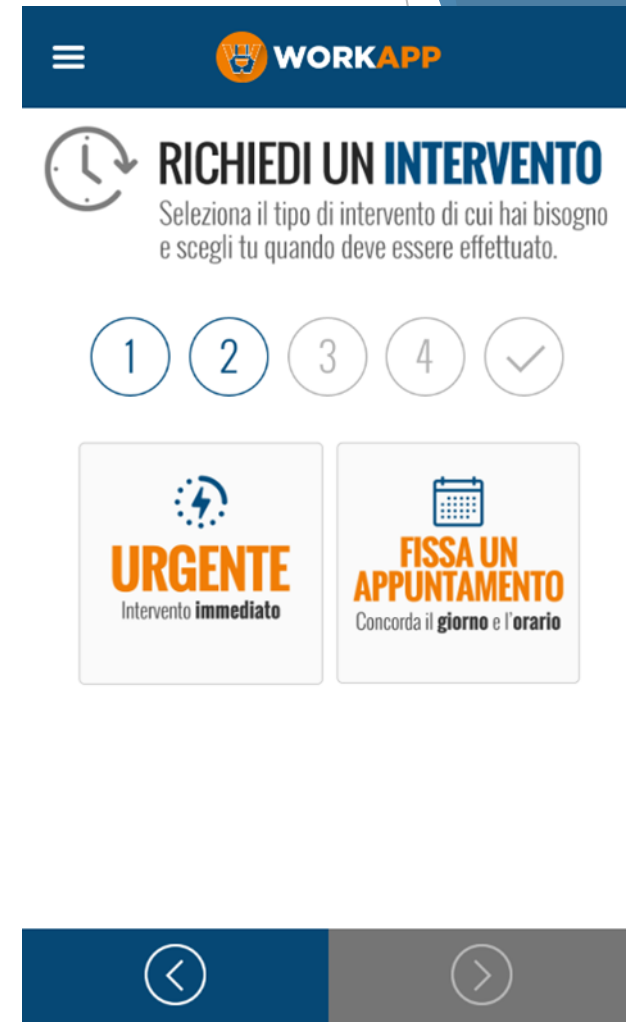 WORKAPP
RICHIEDI UN INTERVENTO
Seleziona il tipo di intervento di cui hai bisogno
e scegli tu quando deve essere effettuato.
1 2 3 4
URGENTE
Intervento immediato
FISSA UN
APPUNTAMENTO
Concorda il giorno e l'orario